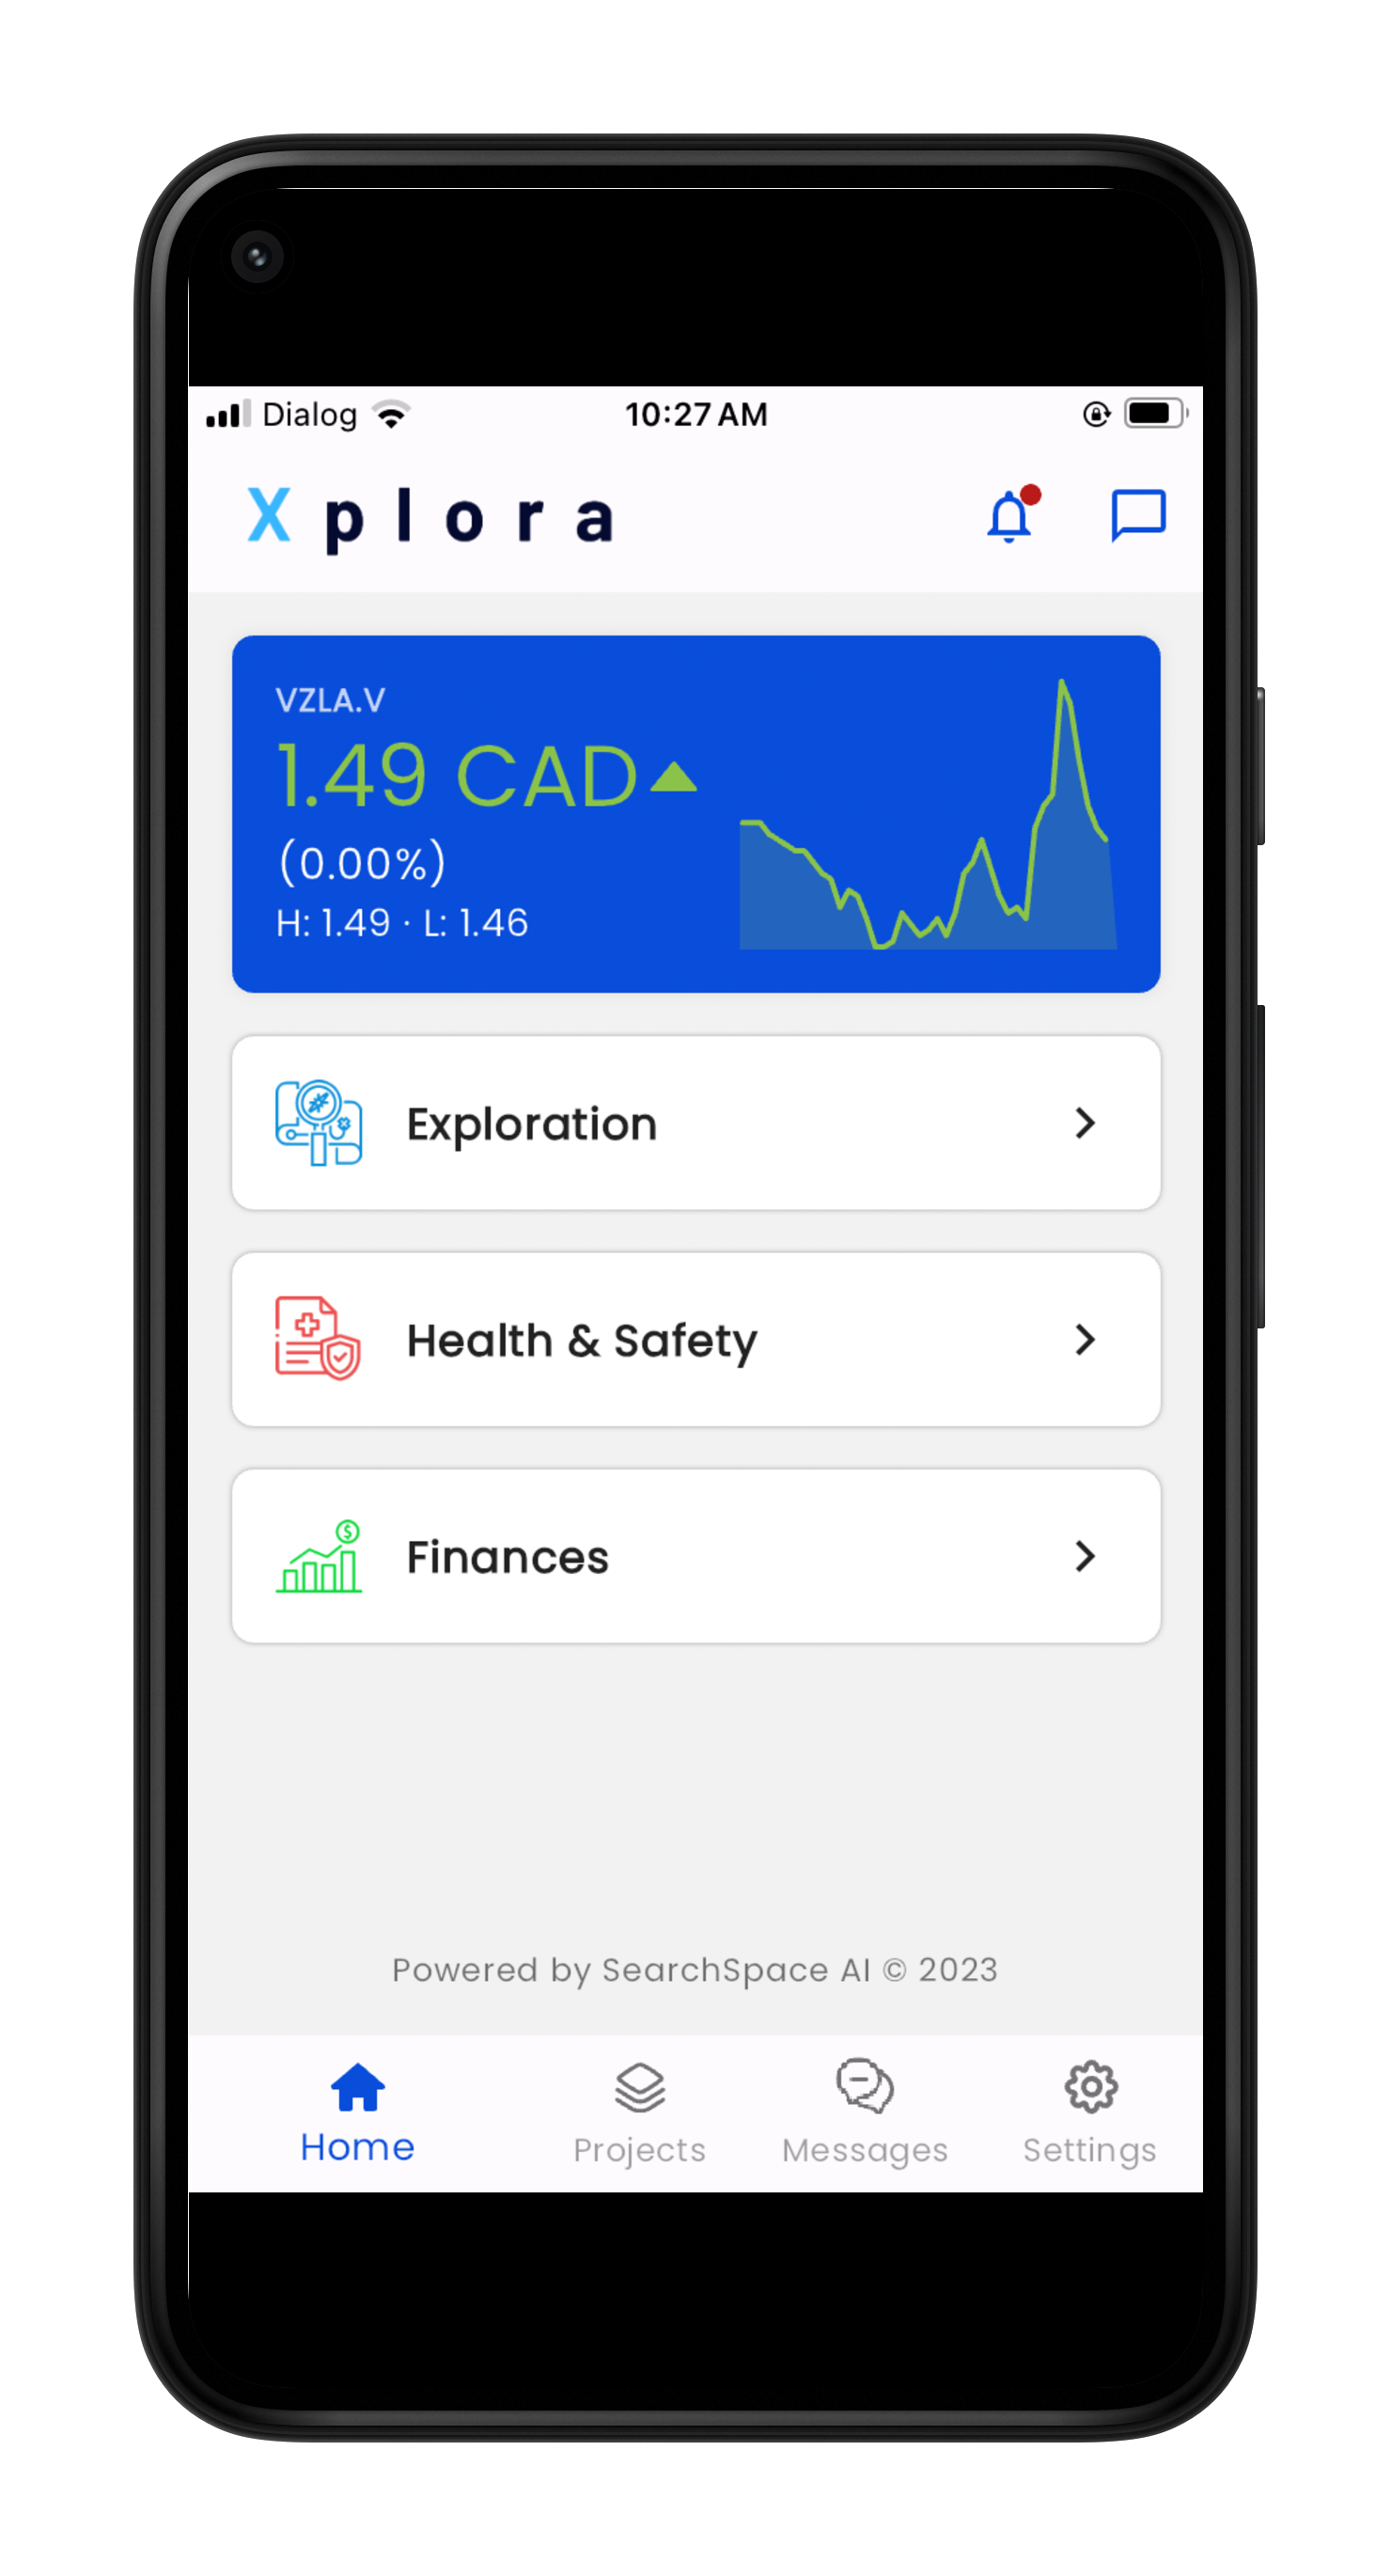 Dialog 10:27 AM
X p l o r a
VZLA.V
1.49 CAD
(0.00%)
H: 1.49 · L: 1.46
Exploration
Health & Safety
Finances
Powered by SearchSpace AI © 2023
Home Projects Messages Settings